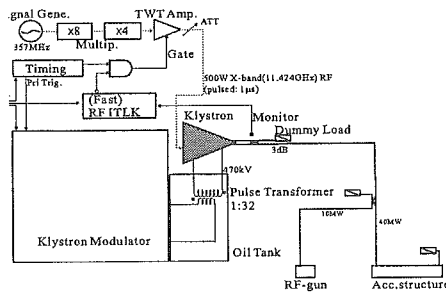 .gnal Gene.
TWT Amp.
ATT
x8
x4
357MHz
Multip.
Gate
Timing
Pri Trig.
500W X-band(11.424GHz) RF
(pulsed: 1μs)
(Fast)
RF ITLK
Klystron
Monitor
Dummy Load
3dB
170kV
Pulse Transformer
1:32
10MW
40MW
Klystron Modulator
Oil Tank
RF-gun
Acc.structure